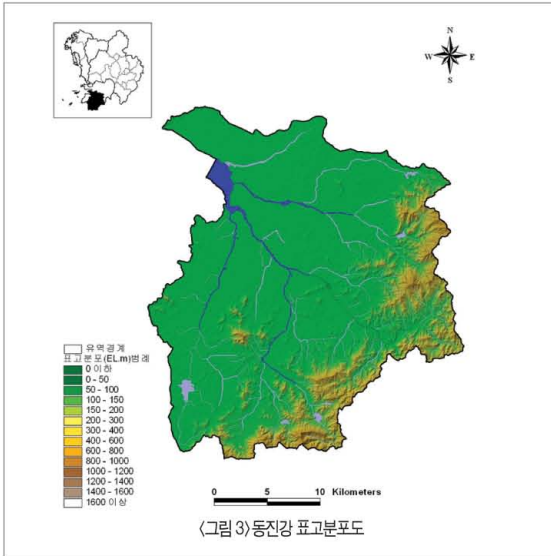 N
W E
S
유역경계
표고분포(EL.m)범례
0 이하
0 - 50
50 - 100
100 - 150
150 - 200
200 - 300
300 - 400
400 - 600
600 - 800
800 - 1000
1000 - 1200
1200 - 1400
1400 - 1600
1600 이상
0 5 10 Kilometers
〈그림 3〉 동진강 표고분포도